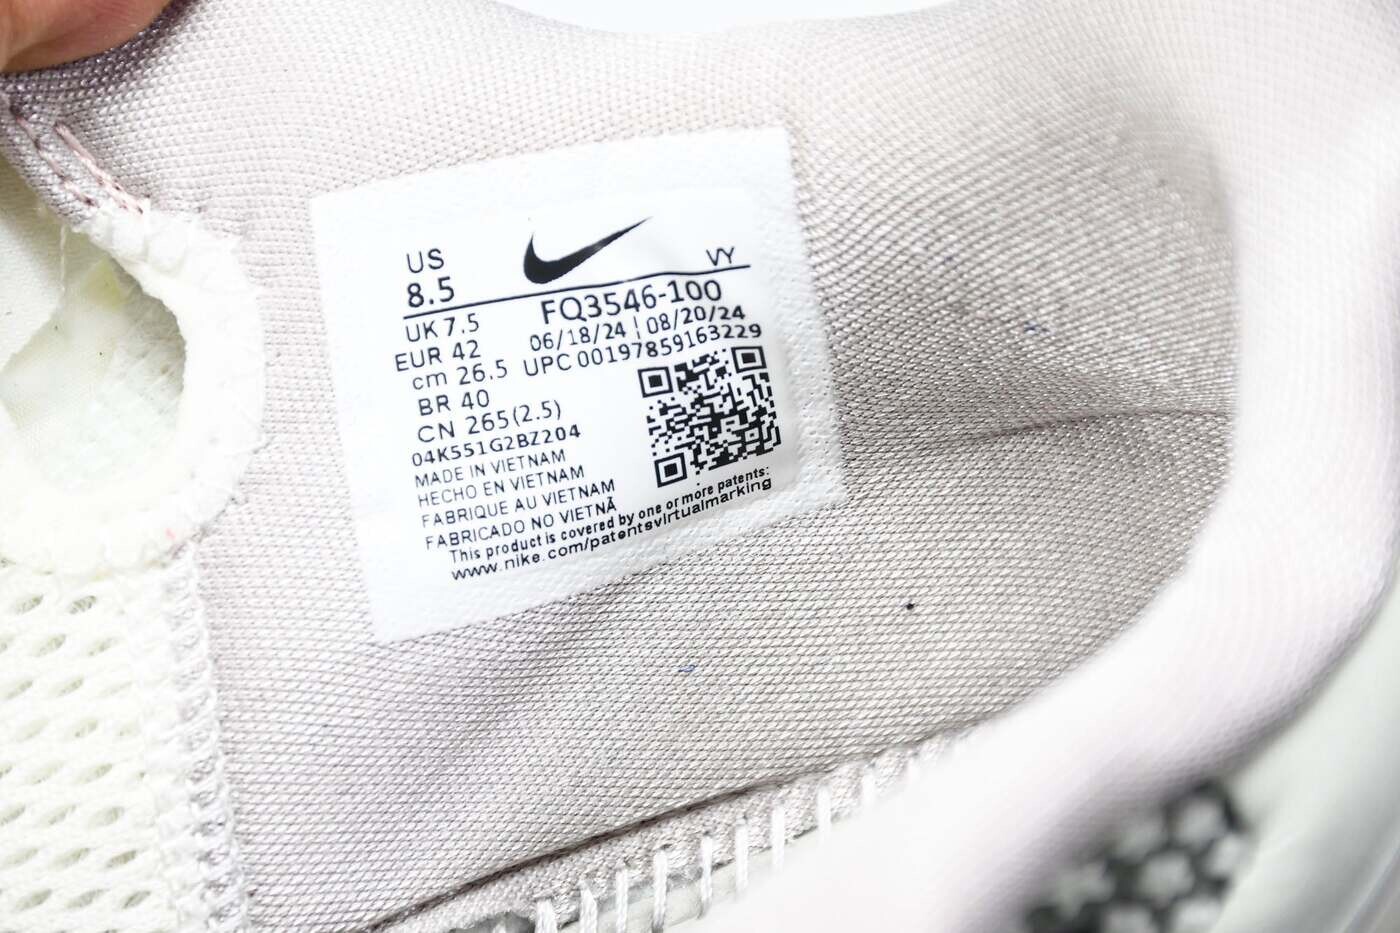 US
8.5
VY
FQ3546-100
UK 7.5
06/18/24 | 08/20/24
EUR 42
UPC 00197859163229
cm 26.5
BR 40
CN 265(2.5)
04K551G2BZ204
MADE IN VIETNAM
HECHO EN VIETNAM
FABRIQUE AU VIETNAM
FABRICADO NO VIETNÃ
This product is covered by one or more patents:
www.nike.com/patentsvirtualmarking